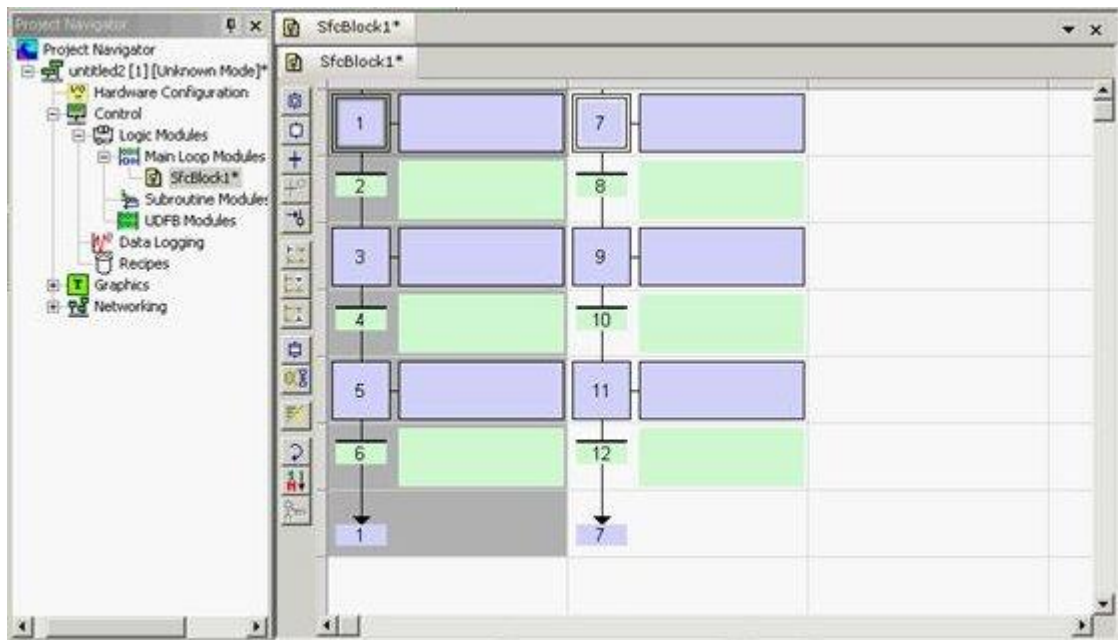 Project Navigator
SfcBlock1*
Project Navigator
untitled2 [1] [Unknown Mode]*
Hardware Configuration
Control
Logic Modules
Main Loop Modules
SfcBlock1*
Subroutine Modules
UDFB Modules
Data Logging
Recipes
Graphics
Networking
SfcBlock1*
1
7
2
8
3
9
4
10
5
11
6
12
1
7